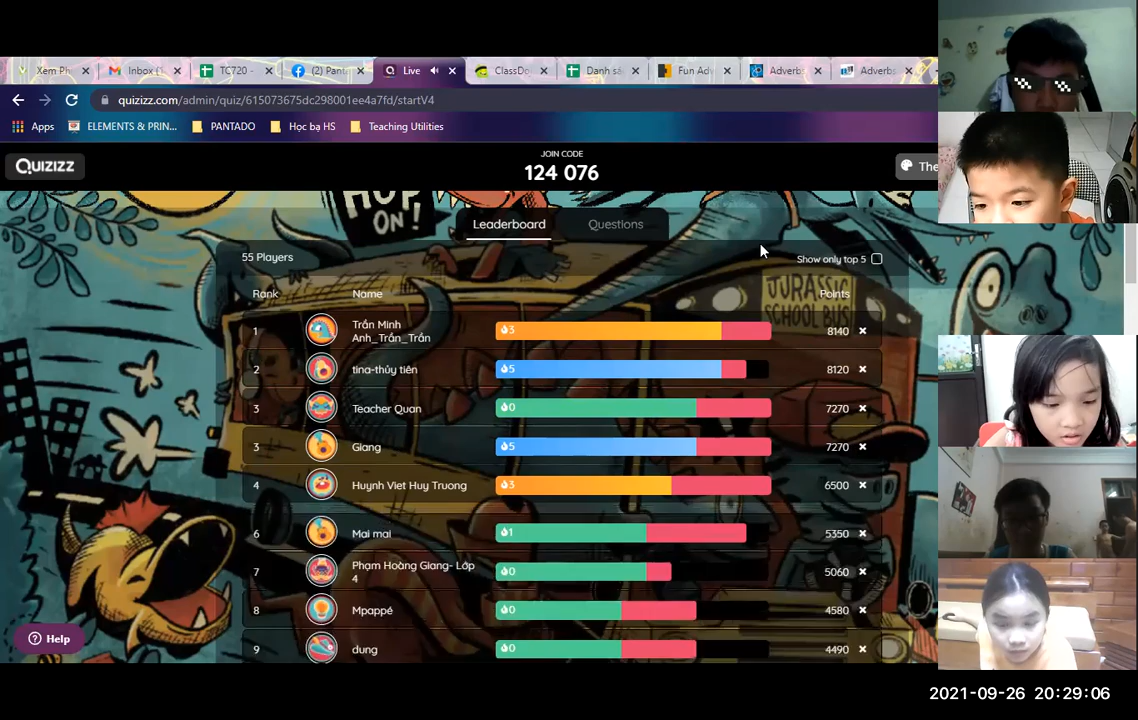 Xem Ph
Inbox (1
TC720 -
(2) Panta
Live
ClassDo
Danh sá
Fun Adv
Adverbs
Adverbs
quizizz.com/admin/quiz/615073675dc298001ee4a7fd/startV4
Apps
ELEMENTS & PRIN...
PANTADO
Học bạ HS
Teaching Utilities
QUIZIZZ
JOIN CODE
124 076
The
HOP
ON!
Leaderboard
Questions
55 Players
Show only top 5
JURASSIC
SCHOOL BUS
Rank
Name
Points
1
Trần Minh
Anh_Trần_Trần
3
8140
2
tina-thủy tiên
5
8120
3
Teacher Quan
0
7270
3
Giang
5
7270
4
Huynh Viet Huy Truong
3
6500
6
Mai mai
1
5350
7
Phạm Hoàng Giang- Lớp
4
0
5060
8
Mpappé
0
4580
9
dung
0
4490
Help
2021-09-26 20:29:06